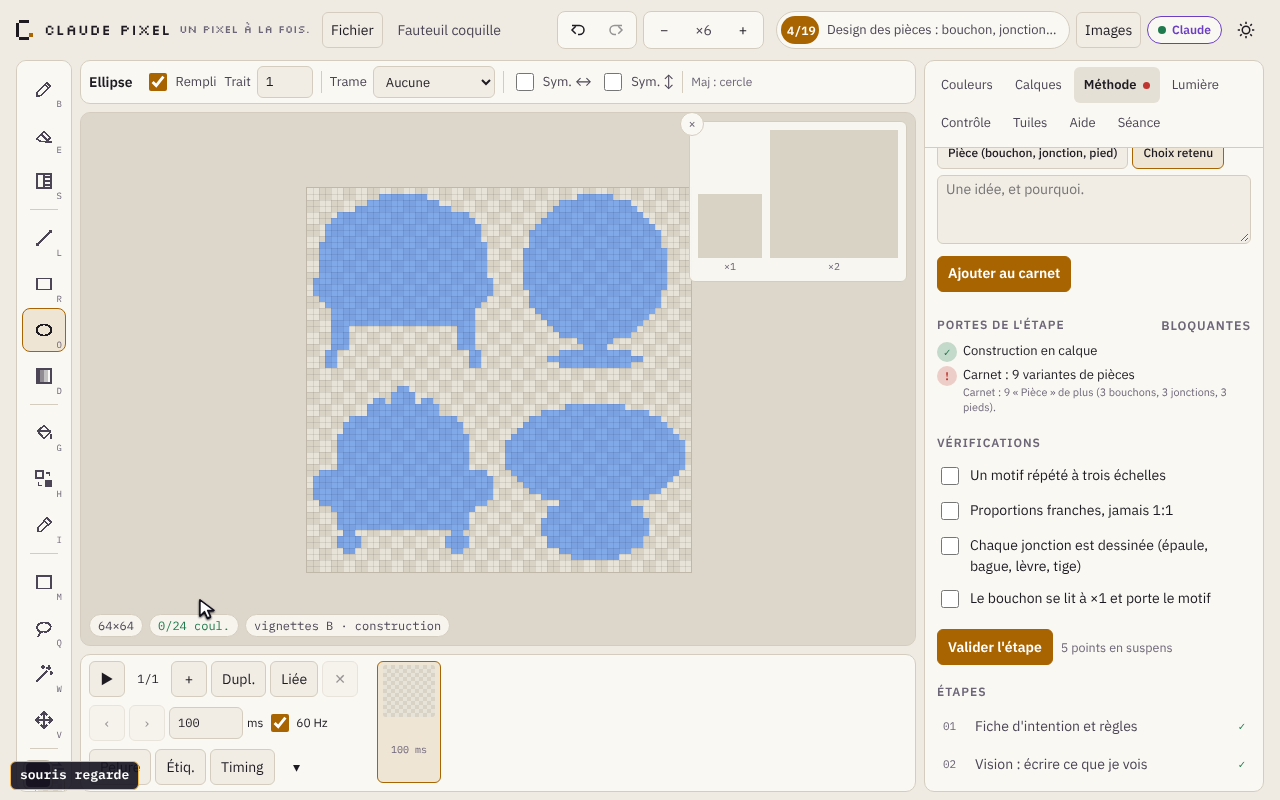 CLAUDE PIXEL UN PIXEL À LA FOIS. Fichier Fauteuil coquille − ×6 + 4/19 Design des pièces : bouchon, jonction… Images Claude
Ellipse Rempli Trait 1 Trame Aucune Sym. ↔ Sym. ↕ Maj : cercle
B
E
S
L
R
O
D
G
H
I
M
Q
W
V
×
×1 ×2
64×64 0/24 coul. vignettes B · construction
1/1 + Dupl. Liée ×
‹ › 100 ms 60 Hz
Étiq. Timing ▼
100 ms
souris regarde
Couleurs Calques Méthode Lumière
Contrôle Tuiles Aide Séance
Pièce (bouchon, jonction, pied) Choix retenu
Une idée, et pourquoi.
Ajouter au carnet
PORTES DE L'ÉTAPE BLOQUANTES
✓ Construction en calque
! Carnet : 9 variantes de pièces
Carnet : 9 « Pièce » de plus (3 bouchons, 3 jonctions, 3
pieds).
VÉRIFICATIONS
Un motif répété à trois échelles
Proportions franches, jamais 1:1
Chaque jonction est dessinée (épaule,
bague, lèvre, tige)
Le bouchon se lit à ×1 et porte le motif
Valider l'étape 5 points en suspens
ÉTAPES
01 Fiche d'intention et règles ✓
02 Vision : écrire ce que je vois ✓